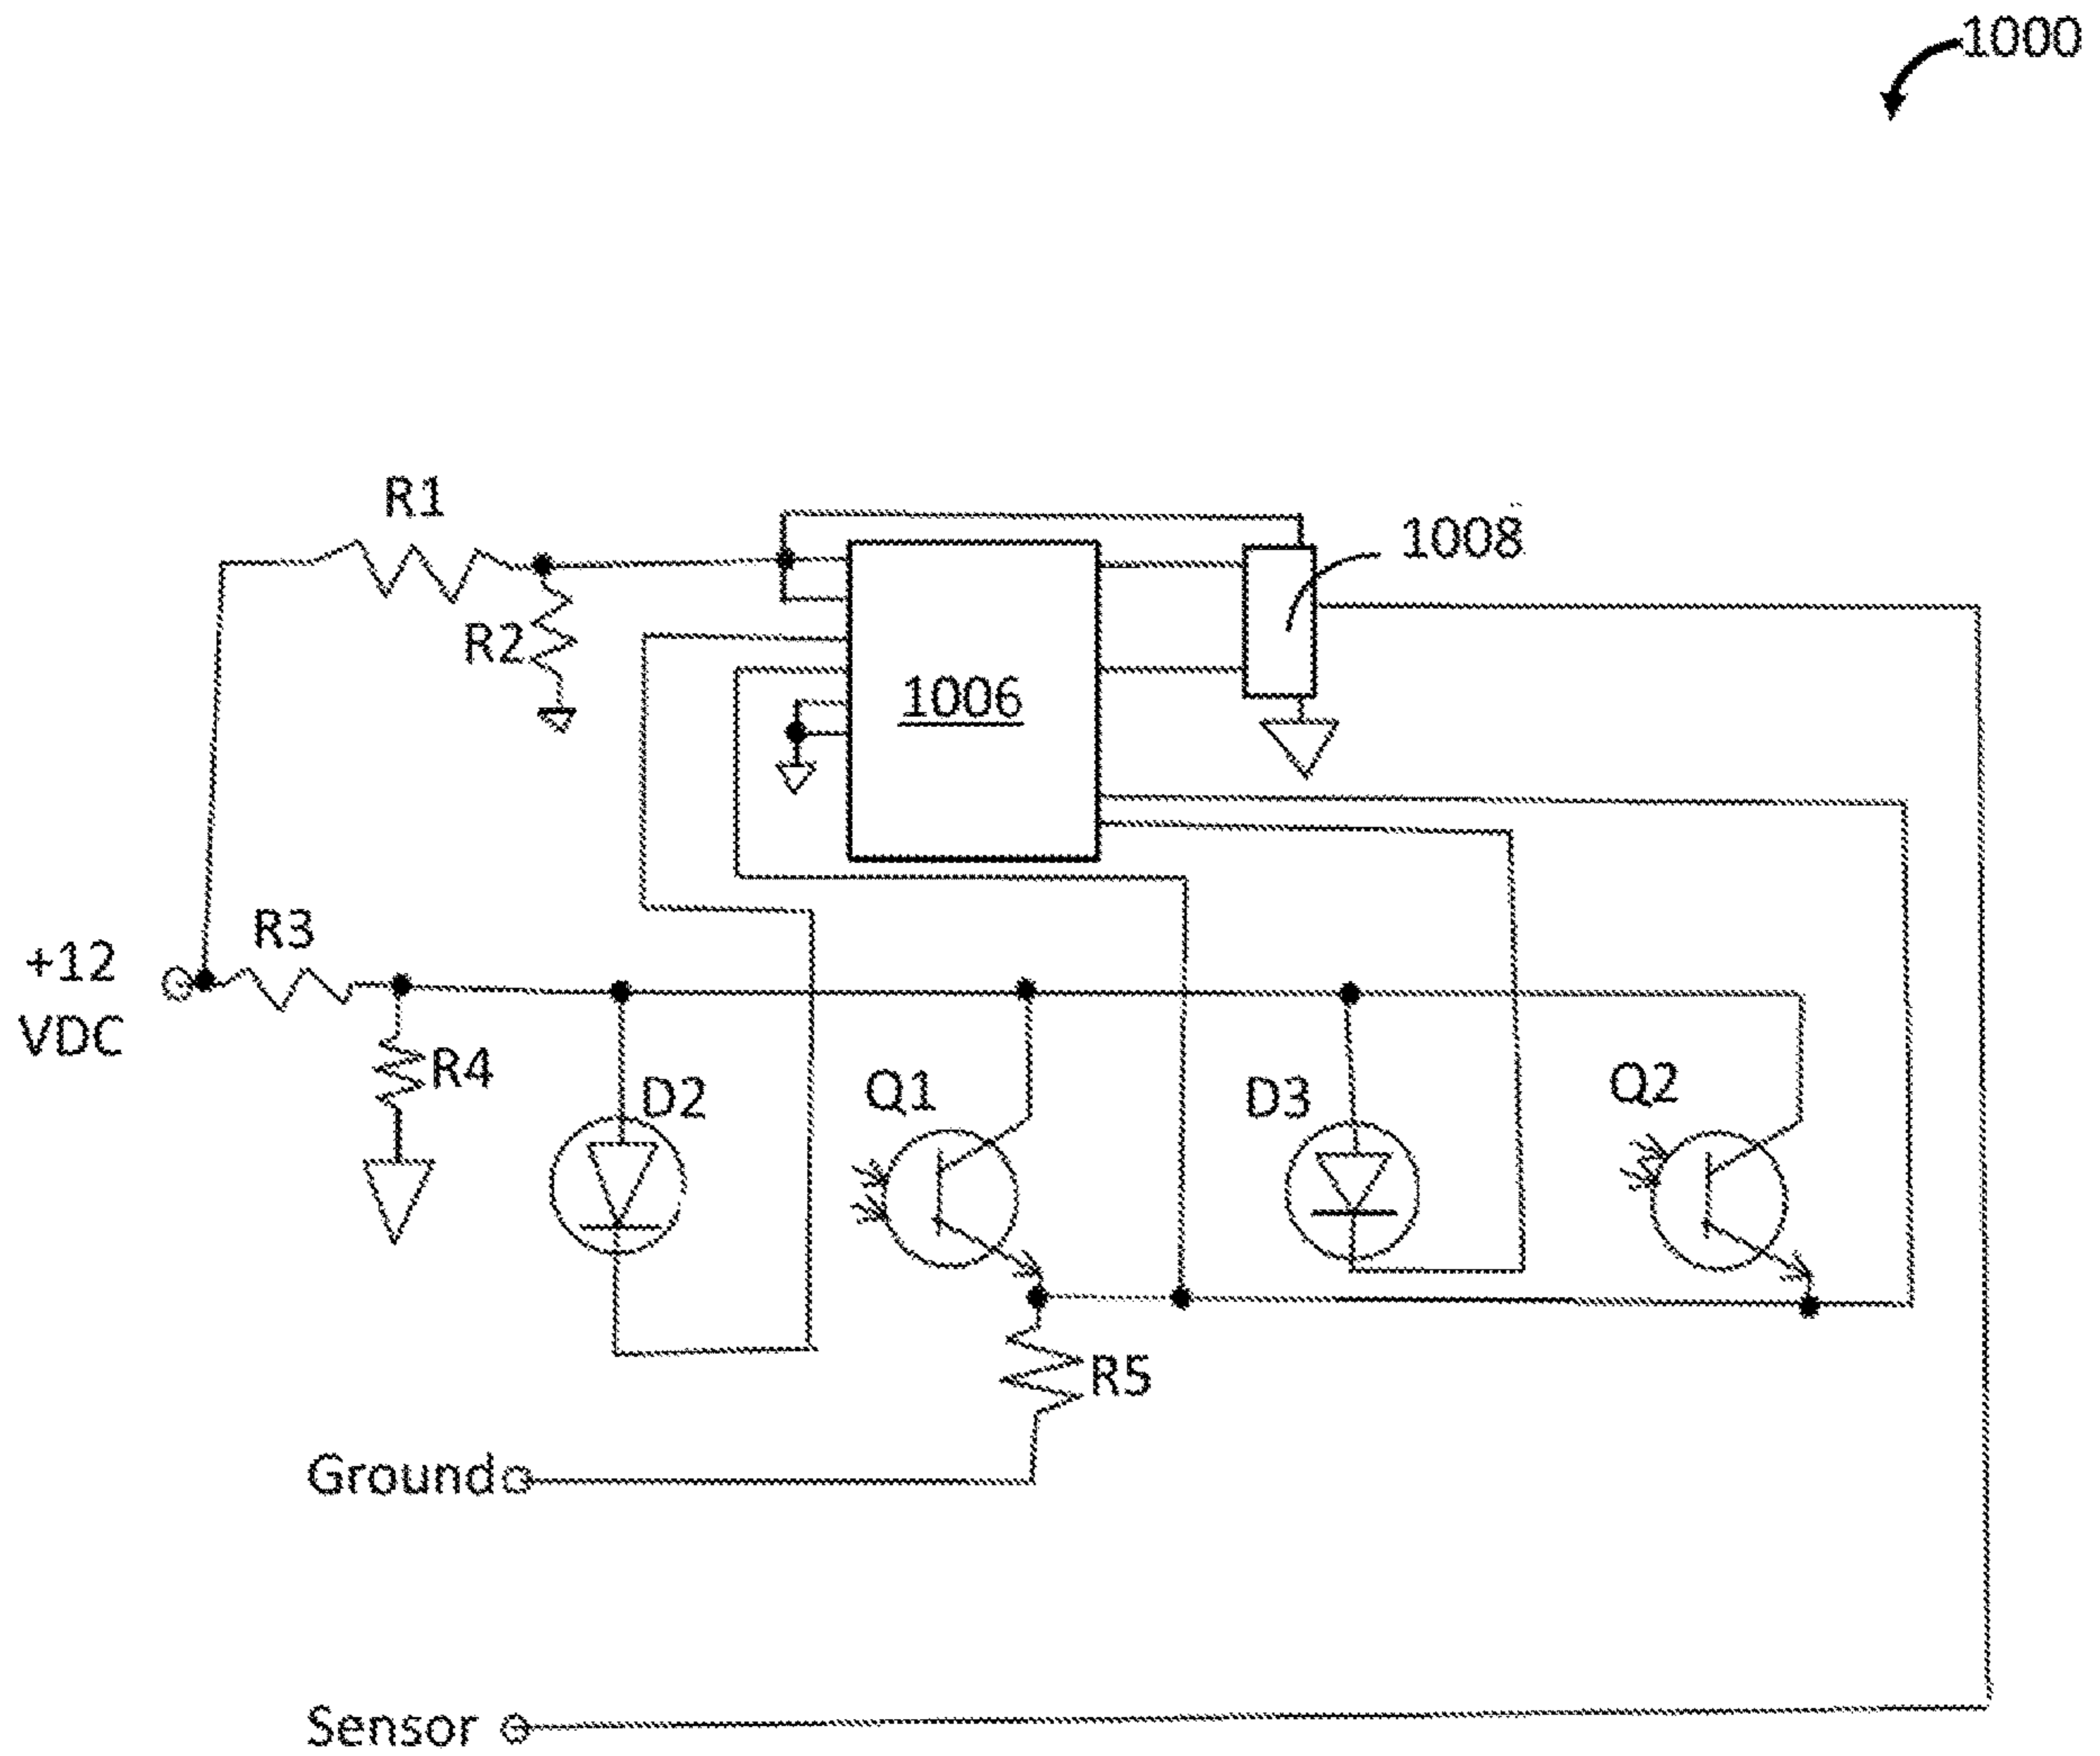 1000
R1
1008
R2
1006
R3
+12
VDC
R4
D2
Q1
D3
Q2
R5
Ground
Sensor